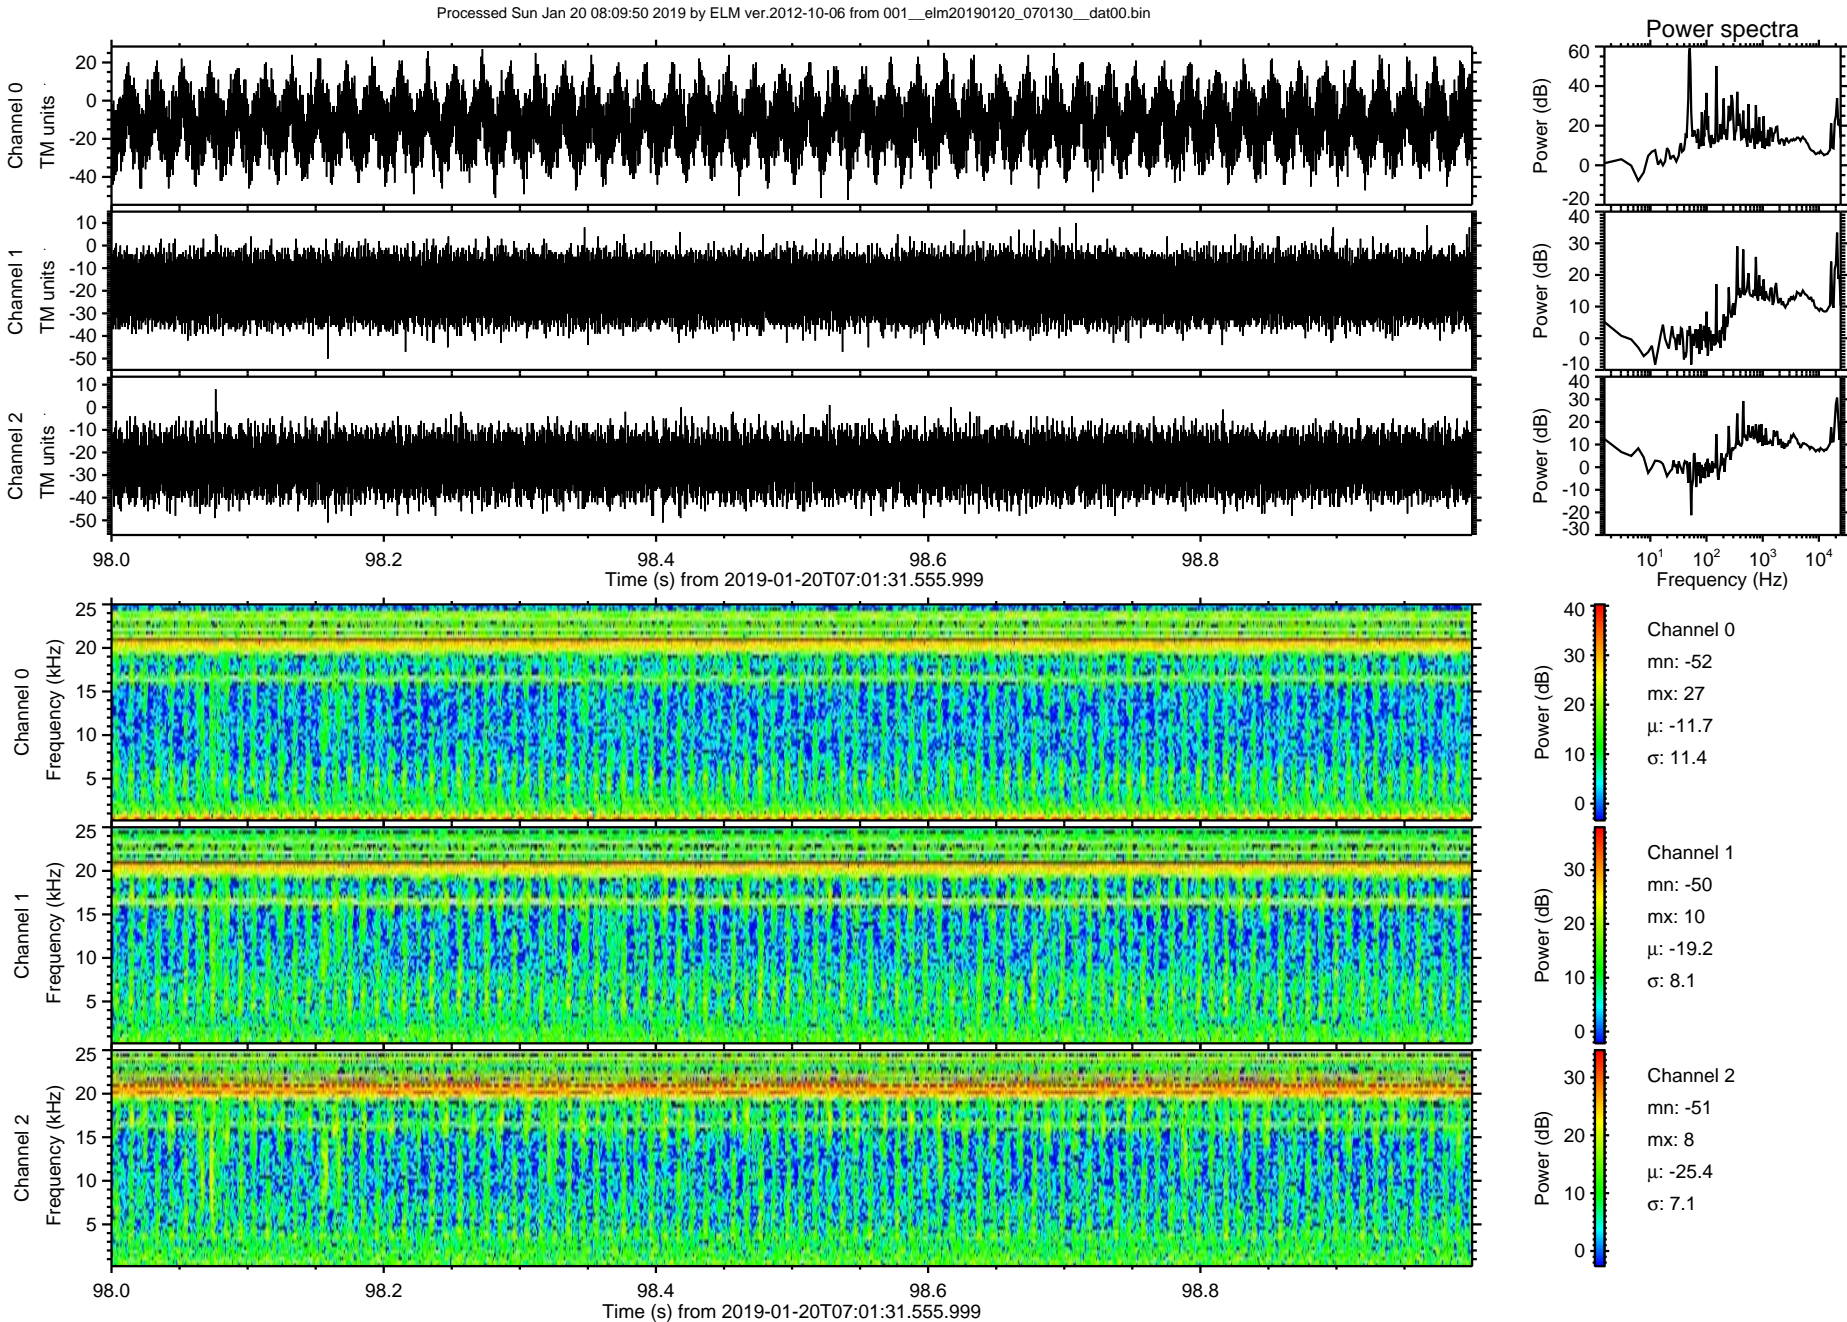 Processed Sun Jan 20 08:09:50 2019 by ELM ver.2012-10-06 from 001__elm20190120_070130__dat00.bin
Power spectra
Channel 0
TM units
20
0
-20
-40
Power (dB)
60
40
20
0
-20
Channel 1
TM units
10
0
-10
-20
-30
-40
-50
Power (dB)
40
30
20
10
0
-10
Channel 2
TM units
10
0
-10
-20
-30
-40
-50
Power (dB)
40
30
20
10
0
-10
-20
-30
98.0 98.2 98.4 98.6 98.8
Time (s) from 2019-01-20T07:01:31.555.999
10¹ 10² 10³ 10⁴
Frequency (Hz)
Channel 0
Frequency (kHz)
25
20
15
10
5
Power (dB)
40
30
20
10
0
Channel 0
mn: -52
mx: 27
μ: -11.7
σ: 11.4
Channel 1
Frequency (kHz)
25
20
15
10
5
Power (dB)
30
20
10
0
Channel 1
mn: -50
mx: 10
μ: -19.2
σ: 8.1
Channel 2
Frequency (kHz)
25
20
15
10
5
Power (dB)
30
20
10
0
Channel 2
mn: -51
mx: 8
μ: -25.4
σ: 7.1
98.0 98.2 98.4 98.6 98.8
Time (s) from 2019-01-20T07:01:31.555.999